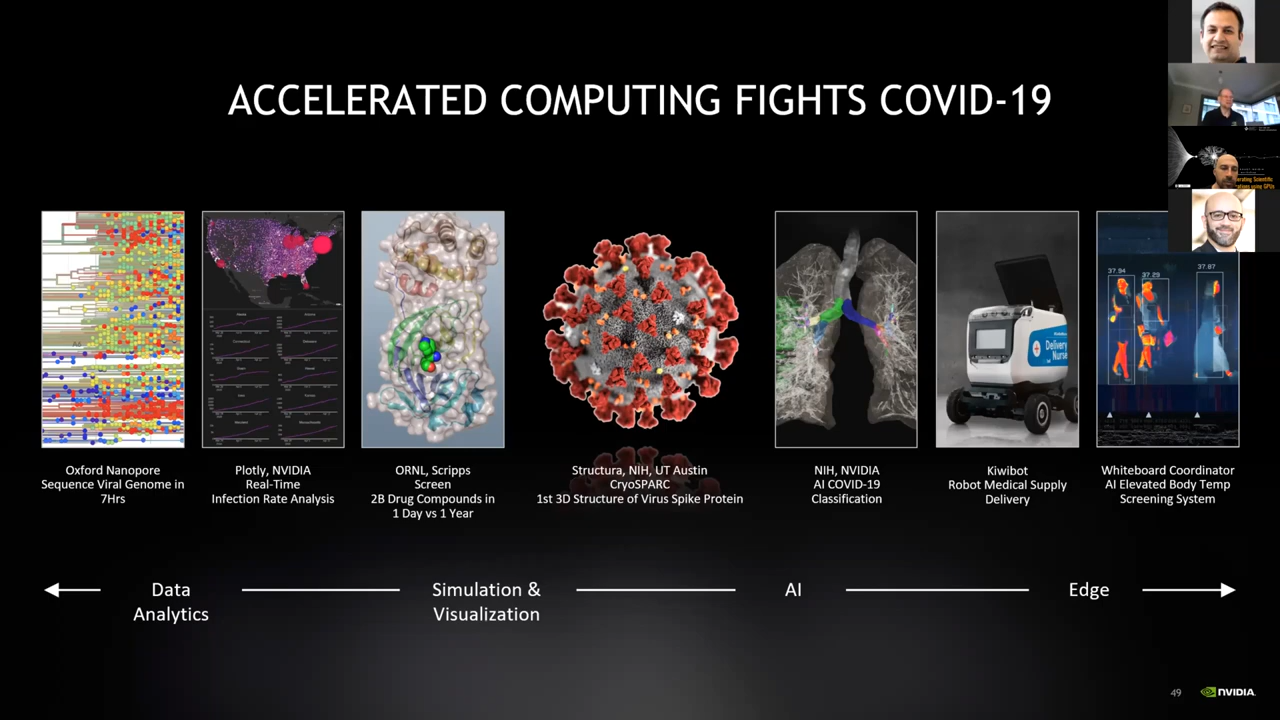 ACCELERATED COMPUTING FIGHTS COVID-19
37.94
37.29
37.87
Delivery
Nurse
Oxford Nanopore
Sequence Viral Genome in
7Hrs
Plotly, NVIDIA
Real-Time
Infection Rate Analysis
ORNL, Scripps
Screen
2B Drug Compounds in
1 Day vs 1 Year
Structura, NIH, UT Austin
CryoSPARC
1st 3D Structure of Virus Spike Protein
NIH, NVIDIA
AI COVID-19
Classification
Kiwibot
Robot Medical Supply
Delivery
Whiteboard Coordinator
AI Elevated Body Temp
Screening System
Data
Analytics
Simulation &
Visualization
AI
Edge
49
NVIDIA